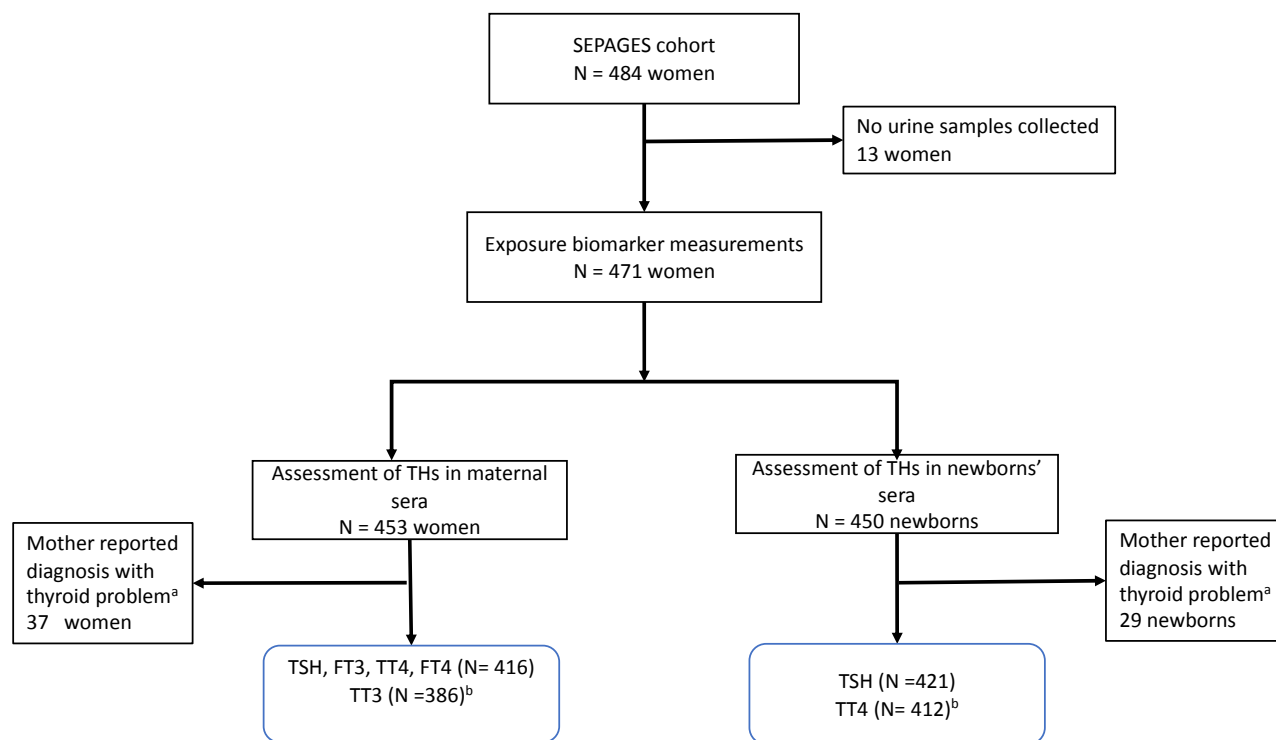 SEPAGES cohort
N = 484 women
No urine samples collected
13 women
Exposure biomarker measurements
N = 471 women
Assessment of THs in maternal
sera
N = 453 women
Assessment of THs in newborns’
sera
N = 450 newborns
Mother reported
diagnosis with
thyroid problemᵃ
37 women
Mother reported
diagnosis with
thyroid problemᵃ
29 newborns
TSH, FT3, TT4, FT4 (N= 416)
TT3 (N =386)ᵇ
TSH (N =421)
TT4 (N= 412)ᵇ